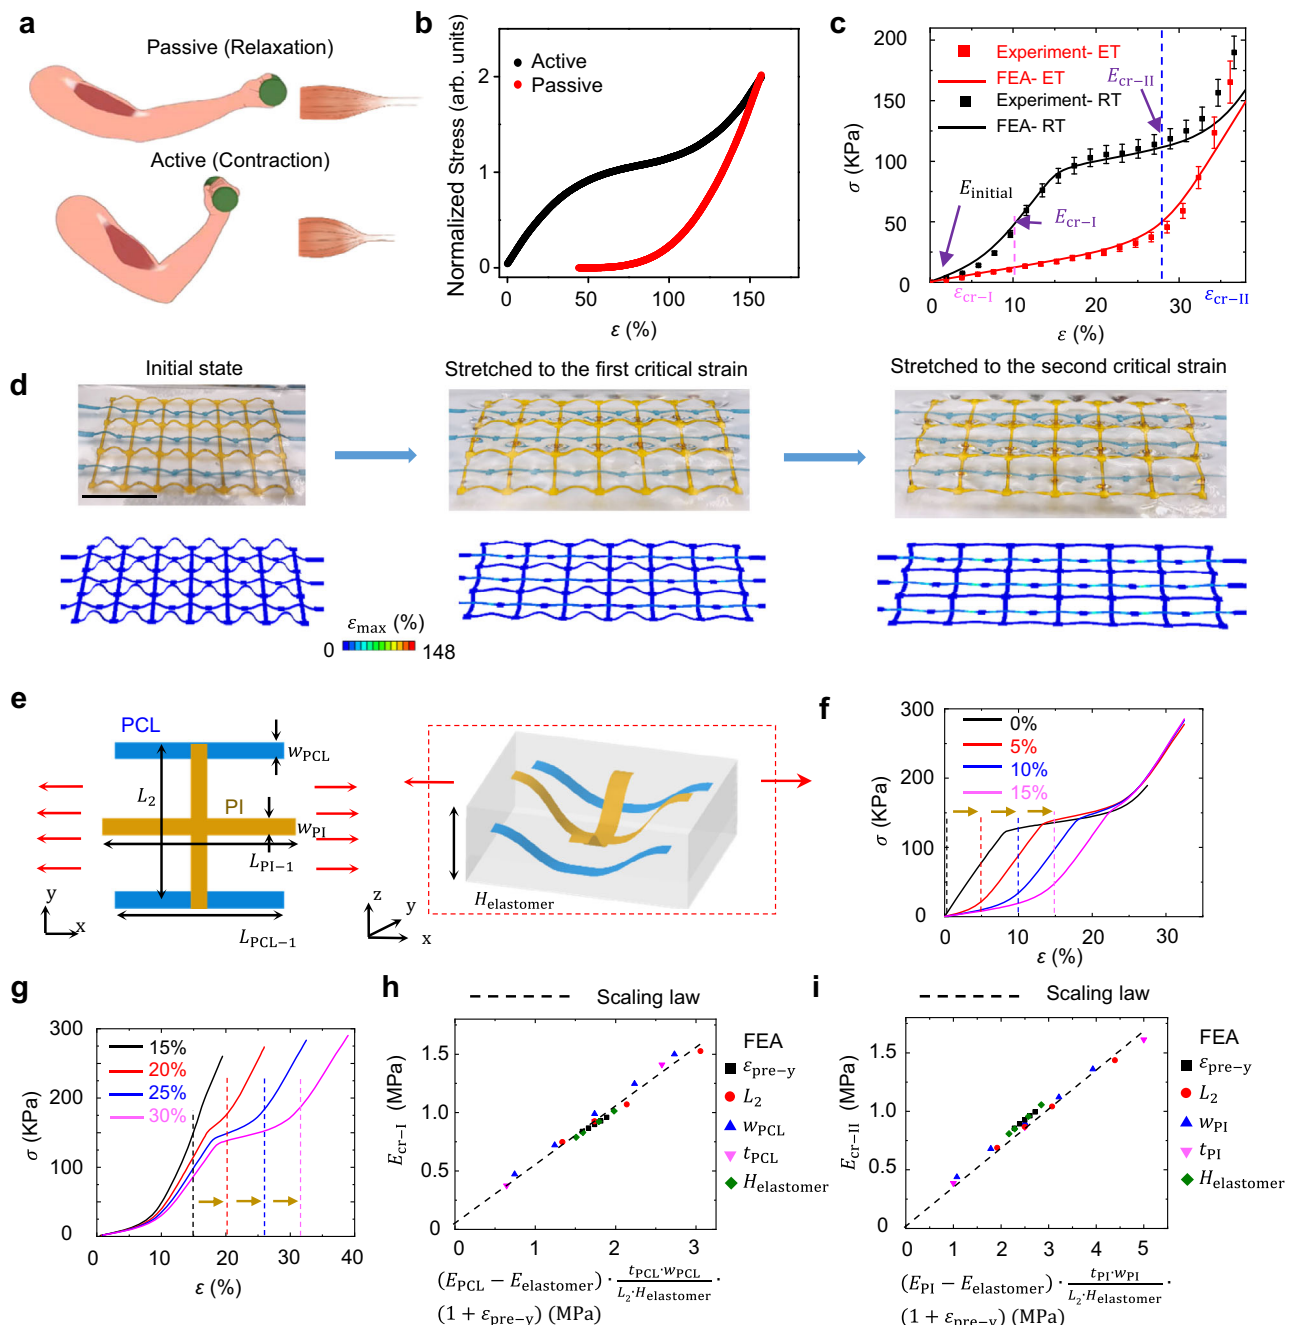 a
Passive (Relaxation)
Active (Contraction)
b
Normalized Stress (arb. units)
2
1
0
Active
Passive
0
50
100
150
ε (%)
c
σ (KPa)
200
150
100
50
0
Experiment- ET
FEA- ET
Experiment- RT
FEA- RT
E_cr−II
E_initial
E_cr−I
ε_cr−I
ε_cr−II
0
10
20
30
ε (%)
d
Initial state
Stretched to the first critical strain
Stretched to the second critical strain
ε_max (%)
0
148
e
PCL
w_PCL
L_2
PI
w_PI
L_PI−1
L_PCL−1
y
x
H_elastomer
z
y
x
f
σ (KPa)
300
150
0
0%
5%
10%
15%
0
10
20
30
ε (%)
g
σ (KPa)
300
225
150
75
0
15%
20%
25%
30%
0
10
20
30
40
ε (%)
h
Scaling law
E_cr−I (MPa)
1.5
1.0
0.5
0
FEA
ε_pre−y
L_2
w_PCL
t_PCL
H_elastomer
0
1
2
3
(E_PCL − E_elastomer) · t_PCL·w_PCL / L_2·H_elastomer ·
(1 + ε_pre−y) (MPa)
i
Scaling law
E_cr−II (MPa)
1.5
1.0
0.5
0
FEA
ε_pre−y
L_2
w_PI
t_PI
H_elastomer
0
1
2
3
4
5
(E_PI − E_elastomer) · t_PI·w_PI / L_2·H_elastomer ·
(1 + ε_pre−y) (MPa)